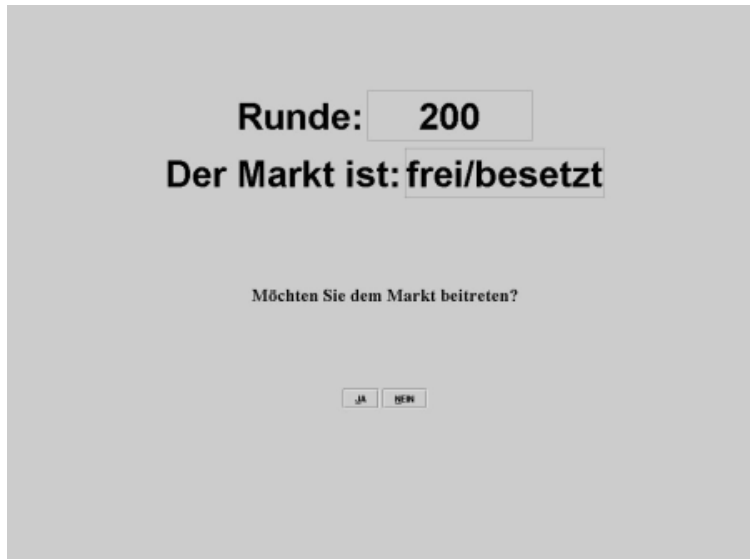 Runde: 200
Der Markt ist: frei/besetzt
Möchten Sie dem Markt beitreten?
JA NEIN